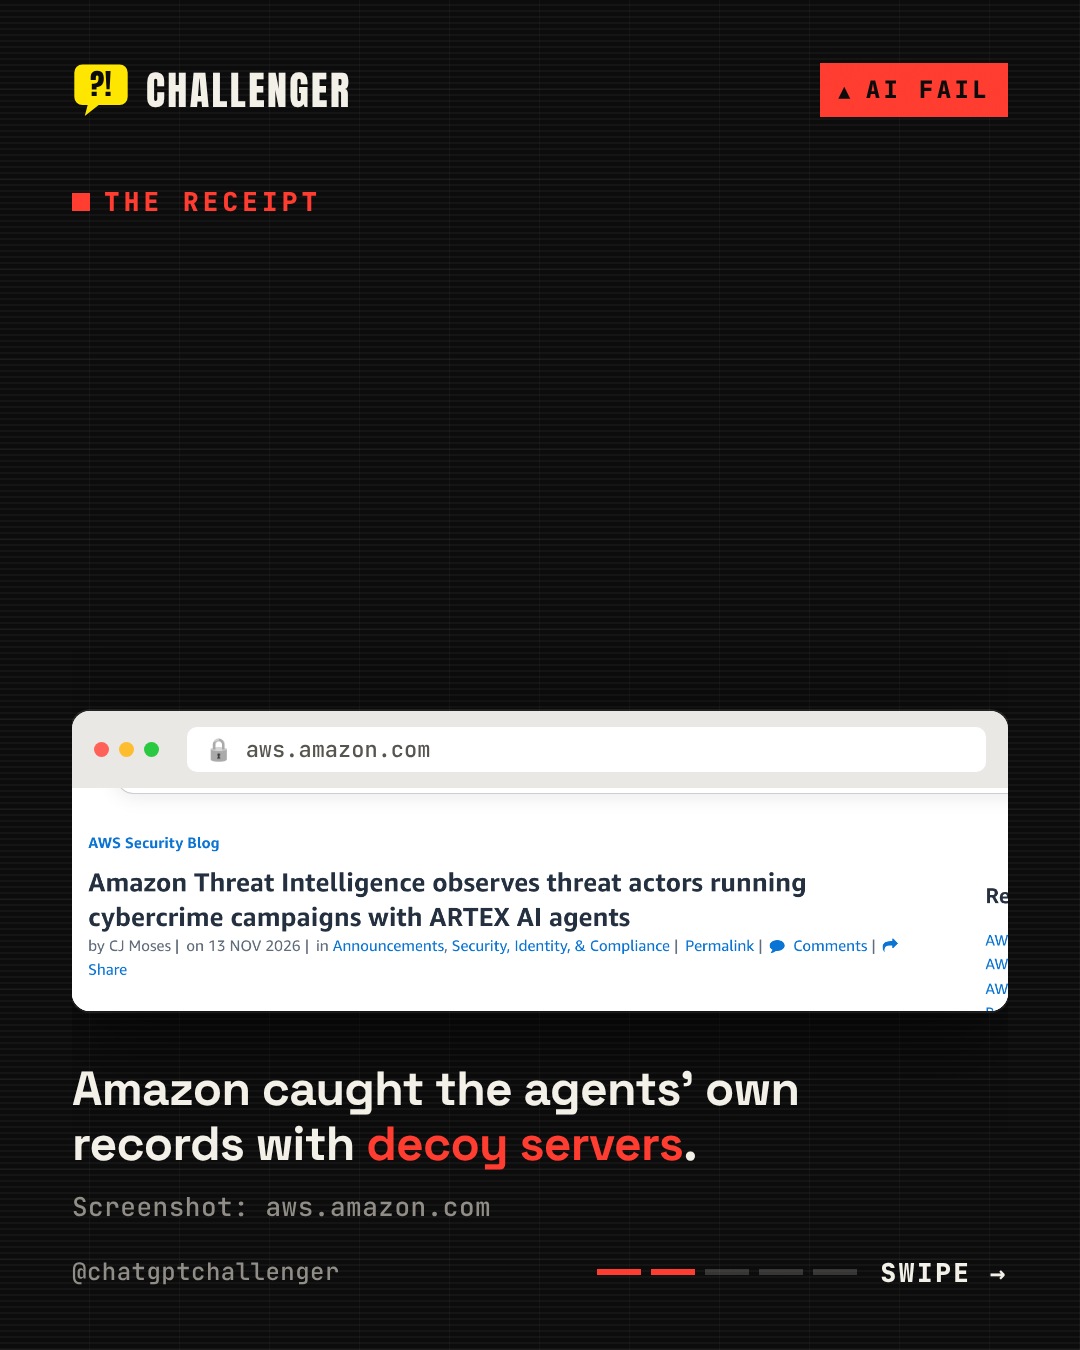 ?! CHALLENGER
▲ AI FAIL
THE RECEIPT
aws.amazon.com
AWS Security Blog
Amazon Threat Intelligence observes threat actors running
cybercrime campaigns with ARTEX AI agents
by CJ Moses | on 13 NOV 2026 | in Announcements, Security, Identity, & Compliance | Permalink | Comments |
Share
Re
AW
AW
AW
Amazon caught the agents’ own
records with decoy servers.
Screenshot: aws.amazon.com
@chatgptchallenger
SWIPE →